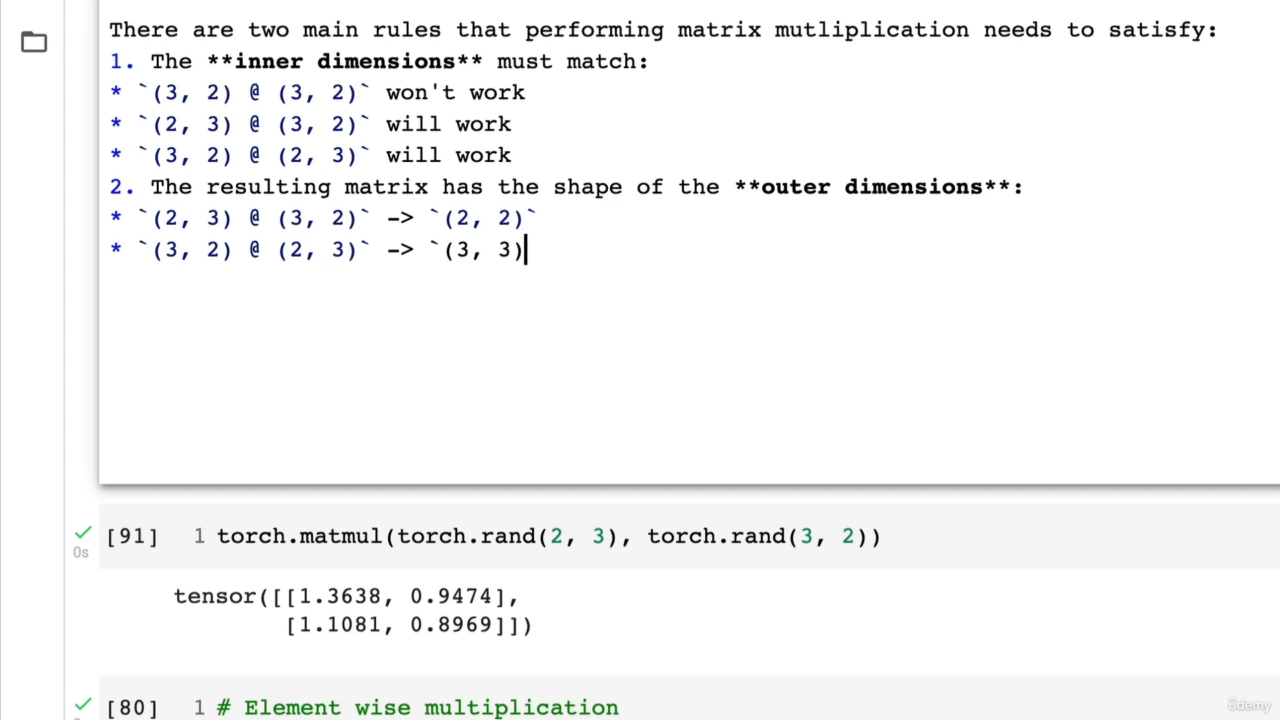 There are two main rules that performing matrix mutliplication needs to satisfy:
1. The **inner dimensions** must match:
* `(3, 2) @ (3, 2)` won't work
* `(2, 3) @ (3, 2)` will work
* `(3, 2) @ (2, 3)` will work
2. The resulting matrix has the shape of the **outer dimensions**:
* `(2, 3) @ (3, 2)` -> `(2, 2)`
* `(3, 2) @ (2, 3)` -> `(3, 3)
[91] 1 torch.matmul(torch.rand(2, 3), torch.rand(3, 2))
0s
tensor([[1.3638, 0.9474],
[1.1081, 0.8969]])
[80] 1 # Element wise multiplication
ûdemy